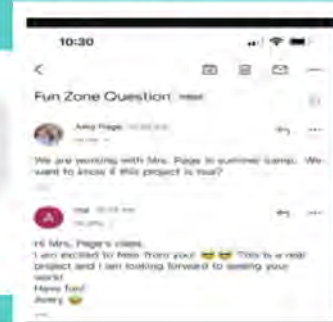 10:30
Fun Zone Question
Amy Page
We are working with Mrs. Page in summer camp. We
want to know if this project is real?
A
Hi Mrs. Page's class,
I am excited to hear from you! 🤓 🤓 This is a real
project and I am looking forward to seeing your
work!
Have fun!
Avery 🤓